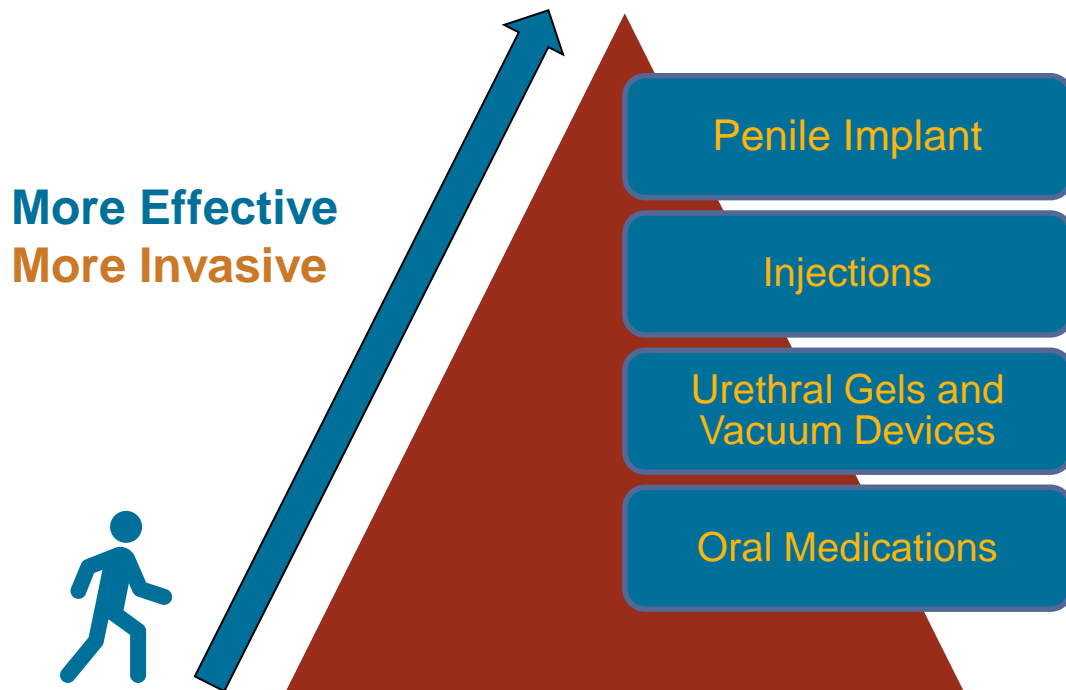 More Effective
More Invasive
Penile Implant
Injections
Urethral Gels and
Vacuum Devices
Oral Medications